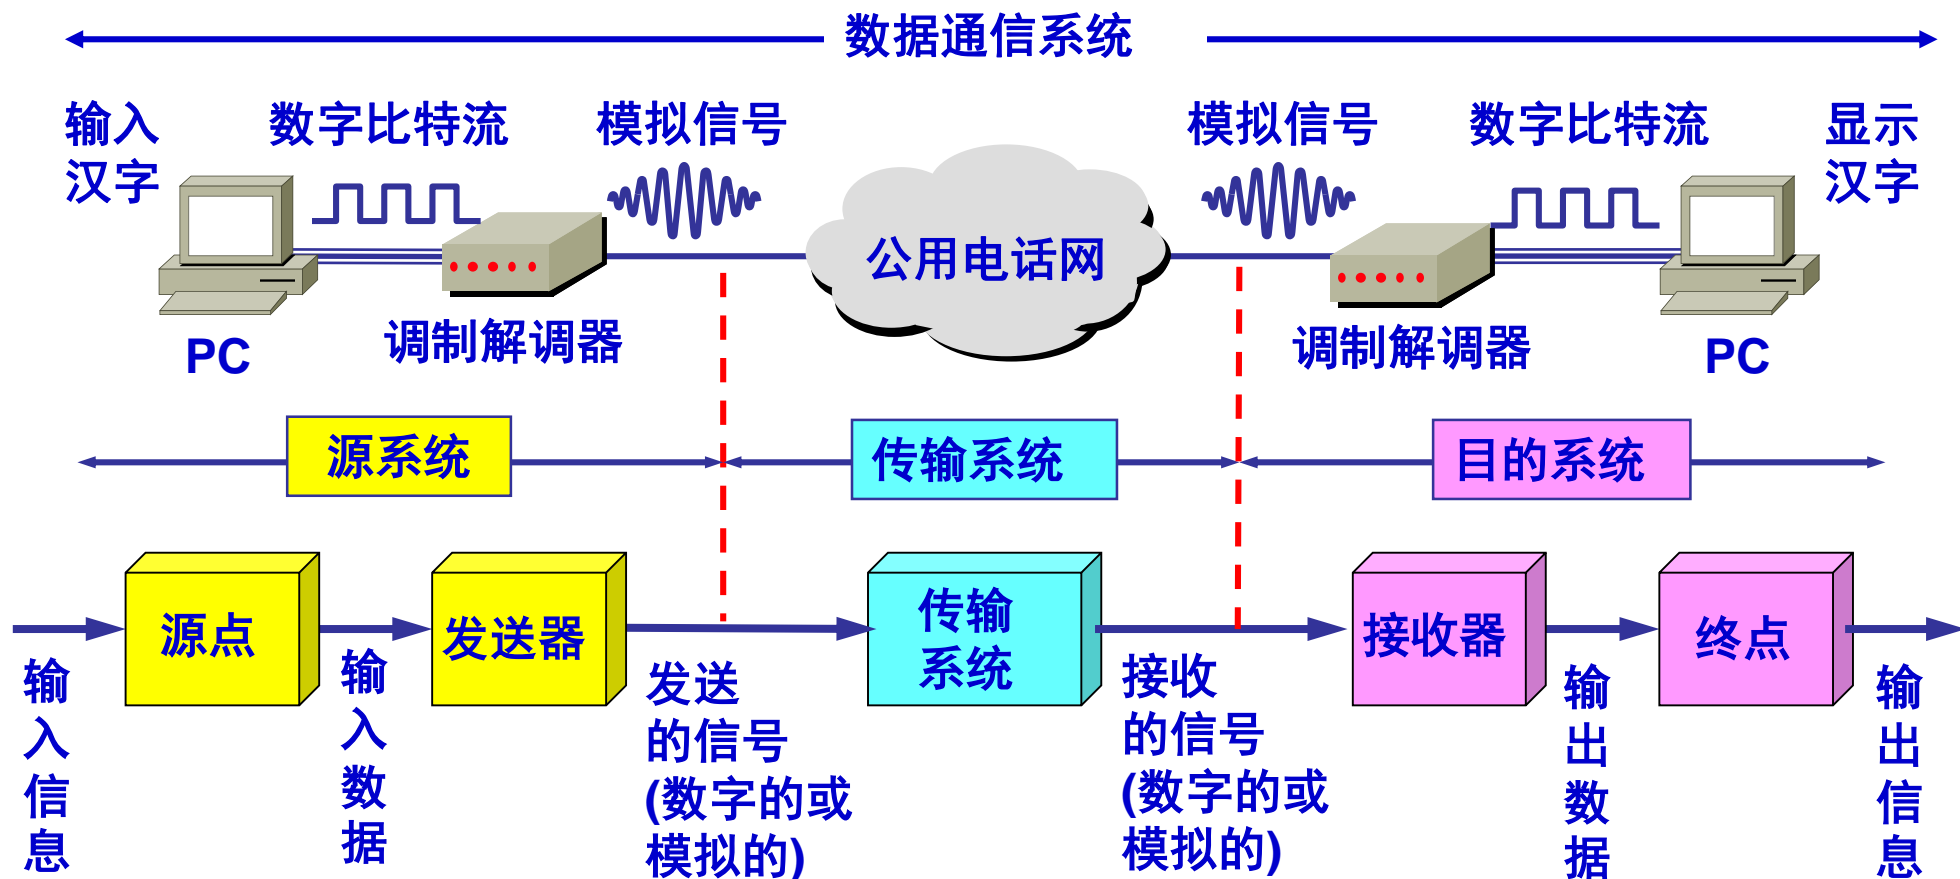 数据通信系统
输入
汉字
数字比特流
模拟信号
模拟信号
数字比特流
显示
汉字
公用电话网
PC
调制解调器
调制解调器
PC
源系统
传输系统
目的系统
源点
发送器
传输
系统
接收器
终点
输入信息
输入数据
发送
的信号
(数字的或
模拟的)
接收
的信号
(数字的或
模拟的)
输出数据
输出信息